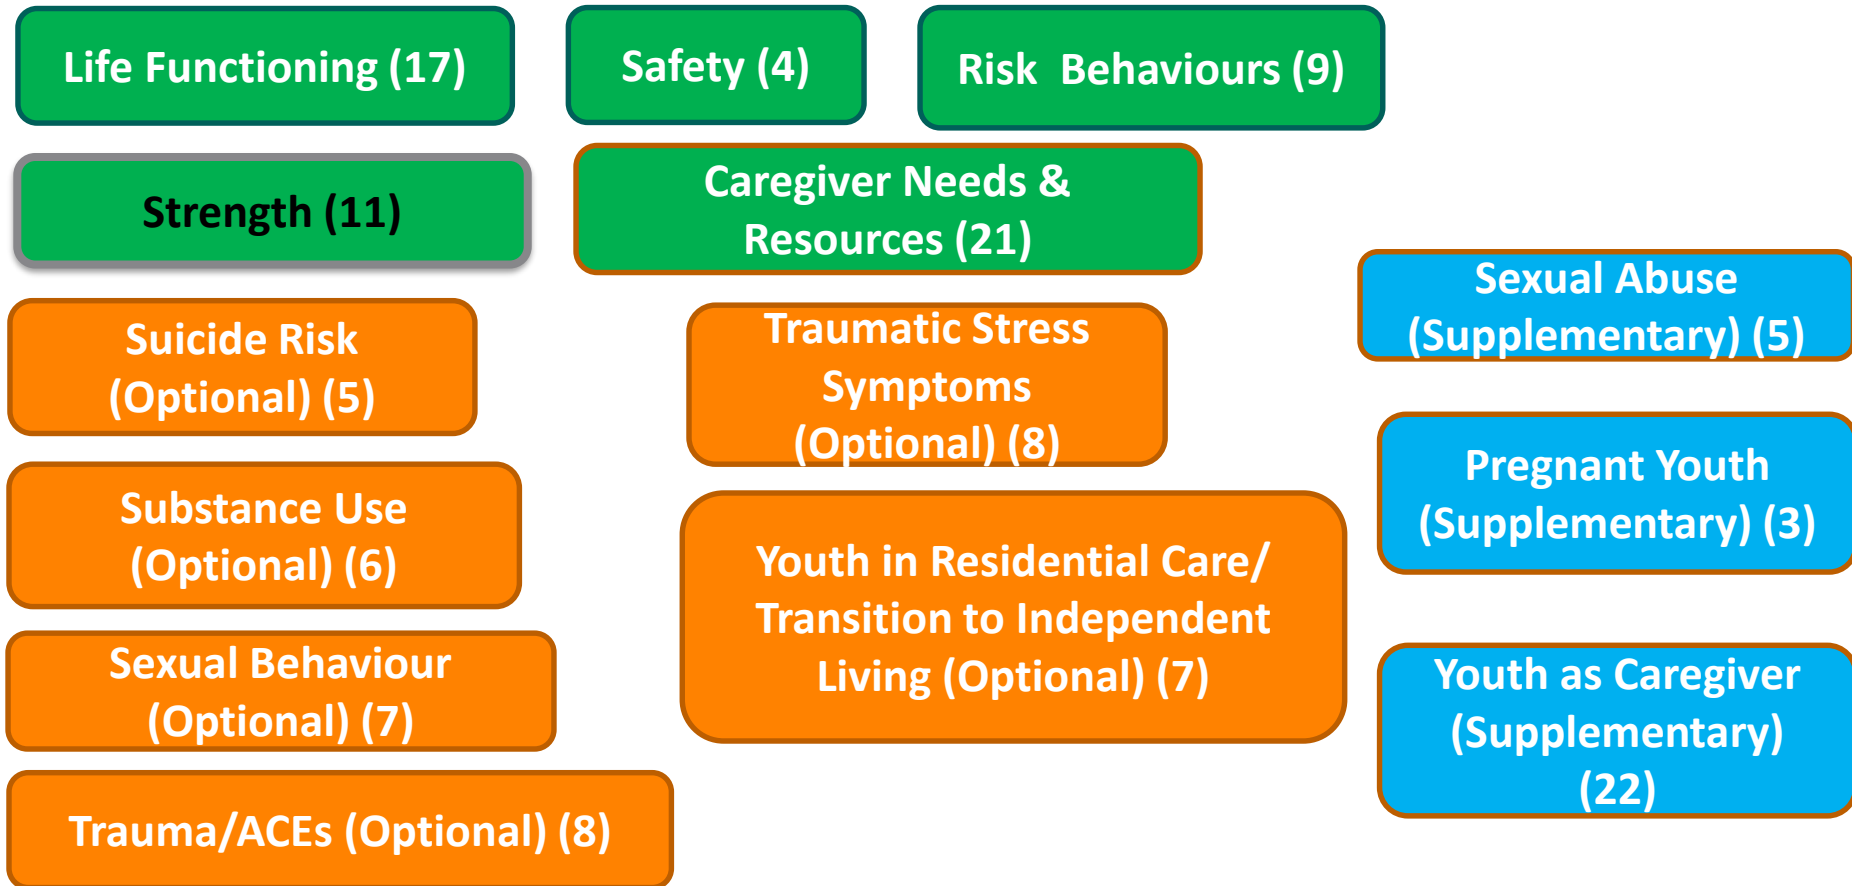 Life Functioning (17)
Safety (4)
Risk  Behaviours (9)
Strength (11)
Caregiver Needs &
Resources (21)
Suicide Risk
(Optional) (5)
Traumatic Stress
Symptoms
(Optional) (8)
Sexual Abuse
(Supplementary) (5)
Substance Use
(Optional) (6)
Youth in Residential Care/
Transition to Independent
Living (Optional) (7)
Pregnant Youth
(Supplementary) (3)
Sexual Behaviour
(Optional) (7)
Youth as Caregiver
(Supplementary)
(22)
Trauma/ACEs (Optional) (8)